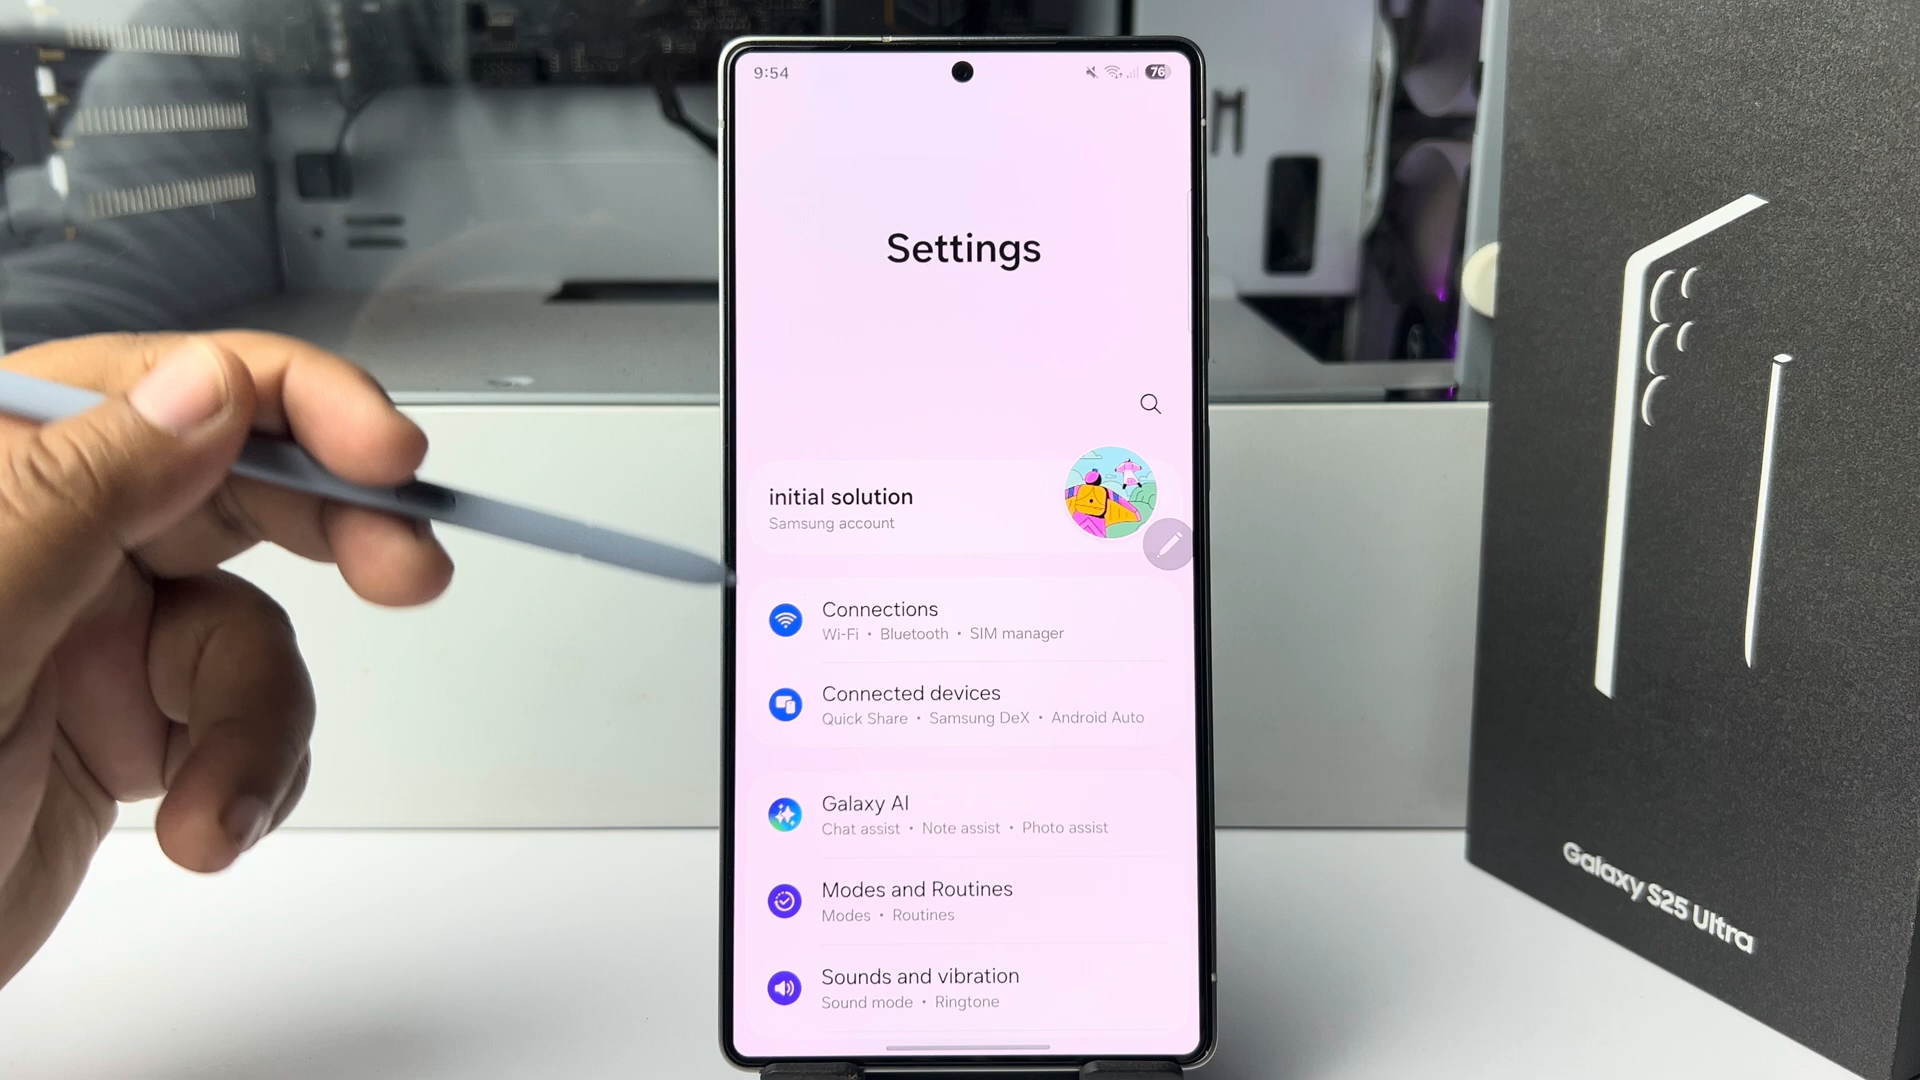 9:54
76
Settings
initial solution
Samsung account
Connections
Wi-Fi • Bluetooth • SIM manager
Connected devices
Quick Share • Samsung DeX • Android Auto
Galaxy AI
Chat assist • Note assist • Photo assist
Modes and Routines
Modes • Routines
Sounds and vibration
Sound mode • Ringtone
Galaxy S25 Ultra